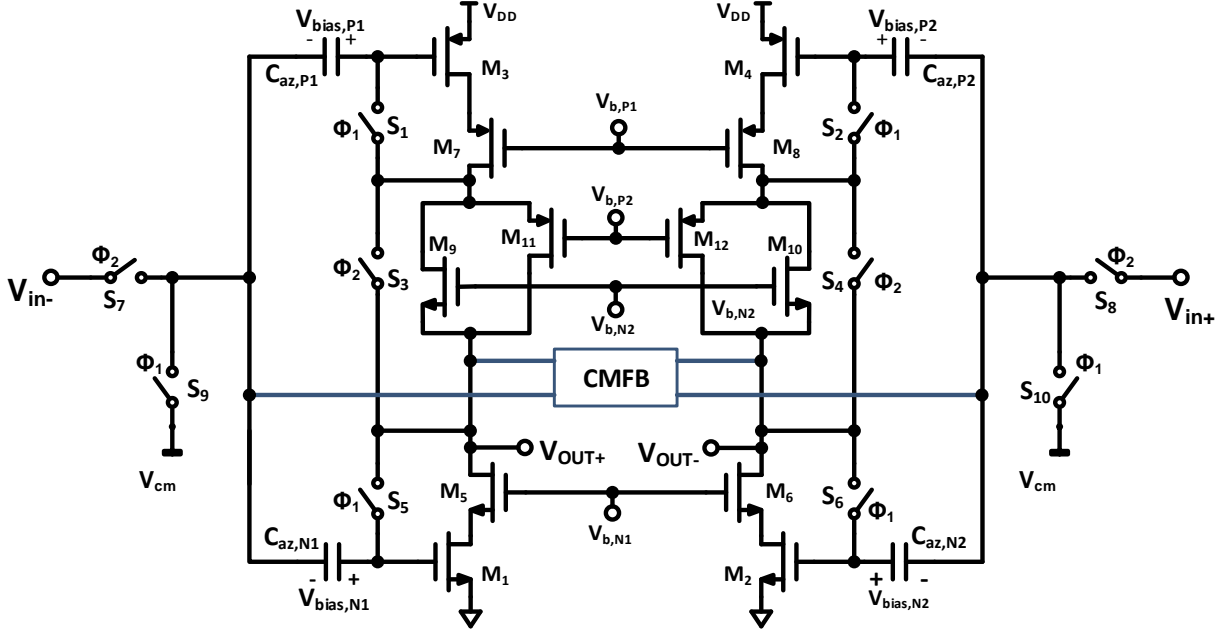 V_DD V_DD
V_bias,P1 V_bias,P2
- + + -
C_az,P1 M_3 M_4 C_az,P2
Φ_1 S_1 V_b,P1 S_2 Φ_1
M_7 M_8
V_b,P2
M_9 M_11 M_12 M_10
Φ_2 Φ_2 S_3 S_4 Φ_2 Φ_2
V_in- S_7 V_b,N2 V_b,N2 S_8 V_in+
Φ_1 S_9 CMFB S_10 Φ_1
V_cm V_OUT+ V_OUT- V_cm
Φ_1 S_5 M_5 M_6 S_6 Φ_1
C_az,N1 V_b,N1 C_az,N2
- + M_1 M_2 + -
V_bias,N1 V_bias,N2